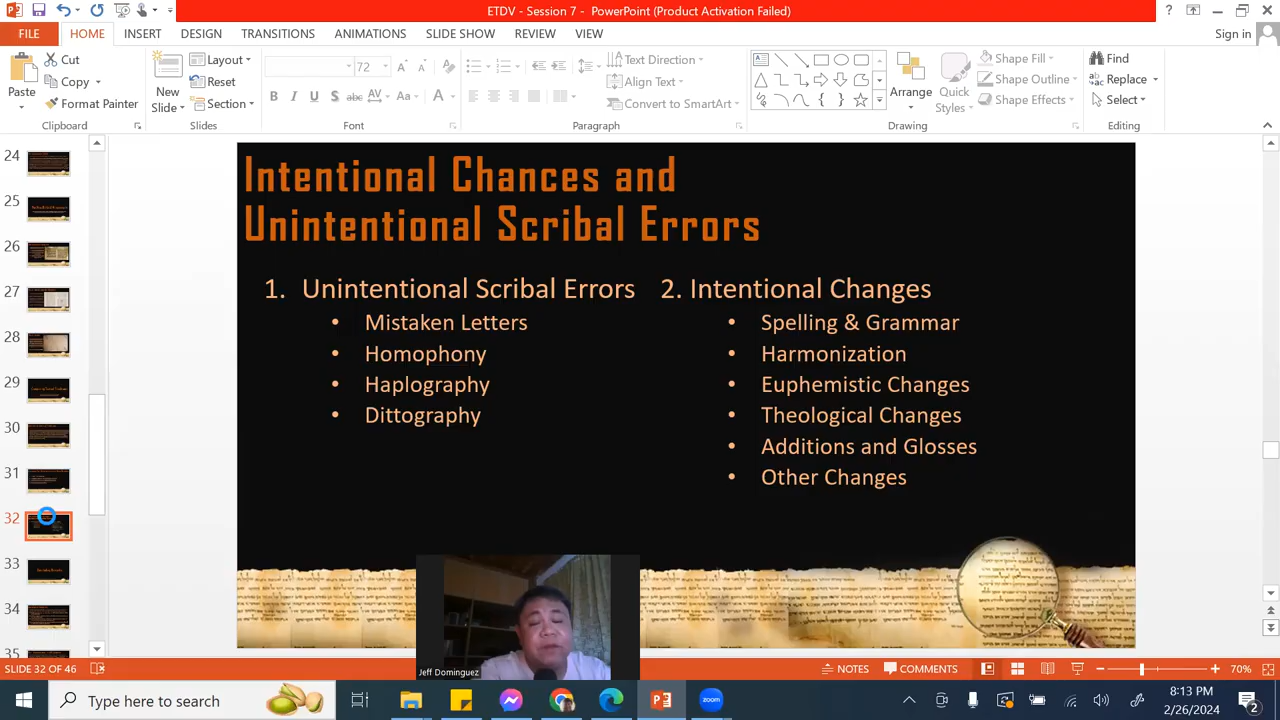 ETDV - Session 7 - PowerPoint (Product Activation Failed)
FILE HOME INSERT DESIGN TRANSITIONS ANIMATIONS SLIDE SHOW REVIEW VIEW Sign in
Paste
Cut
Copy
Format Painter
Clipboard
New
Slide
Layout
Reset
Section
Slides
72
Font
Text Direction
Align Text
Convert to SmartArt
Paragraph
Arrange
Quick
Styles
Shape Fill
Shape Outline
Shape Effects
Drawing
Find
Replace
Select
Editing
24
25
26
27
28
29
30
31
32
33
34
35
Intentional Chances and
Unintentional Scribal Errors
1. Unintentional Scribal Errors
• Mistaken Letters
• Homophony
• Haplography
• Dittography
2. Intentional Changes
• Spelling & Grammar
• Harmonization
• Euphemistic Changes
• Theological Changes
• Additions and Glosses
• Other Changes
Jeff Dominguez
SLIDE 32 OF 46 NOTES COMMENTS 70%
Type here to search
zoom
8:13 PM
2/26/2024
2